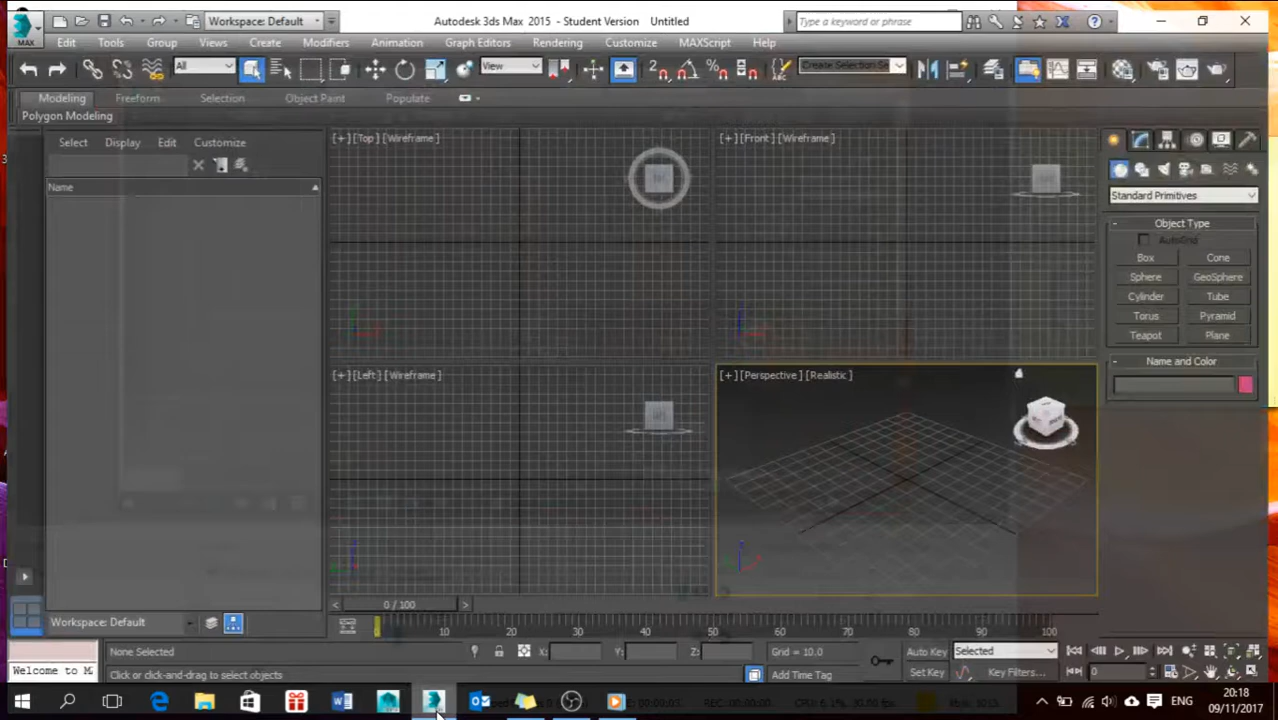 Workspace: Default
Autodesk 3ds Max 2015 - Student Version Untitled
Type a keyword or phrase
MAX
Edit Tools Group Views Create Modifiers Animation Graph Editors Rendering Customize MAXScript Help
All
View
Create Selection Se
Modeling Freeform Selection Object Paint Populate
Polygon Modeling
Select Display Edit Customize
Name
[+] [Top] [Wireframe]
[+] [Front] [Wireframe]
[+] [Left] [Wireframe]
[+] [Perspective] [Realistic]
Standard Primitives
Object Type
AutoGrid
Box Cone
Sphere GeoSphere
Cylinder Tube
Torus Pyramid
Teapot Plane
Name and Color
0 / 100
Workspace: Default
10 20 30 40 50 60 70 80 90 100
None Selected X: Y: Z: Grid = 10.0 Auto Key Selected
Welcome to Click or click-and-drag to select objects Add Time Tag Set Key Key Filters... 0
ENG
20:18
09/11/2017